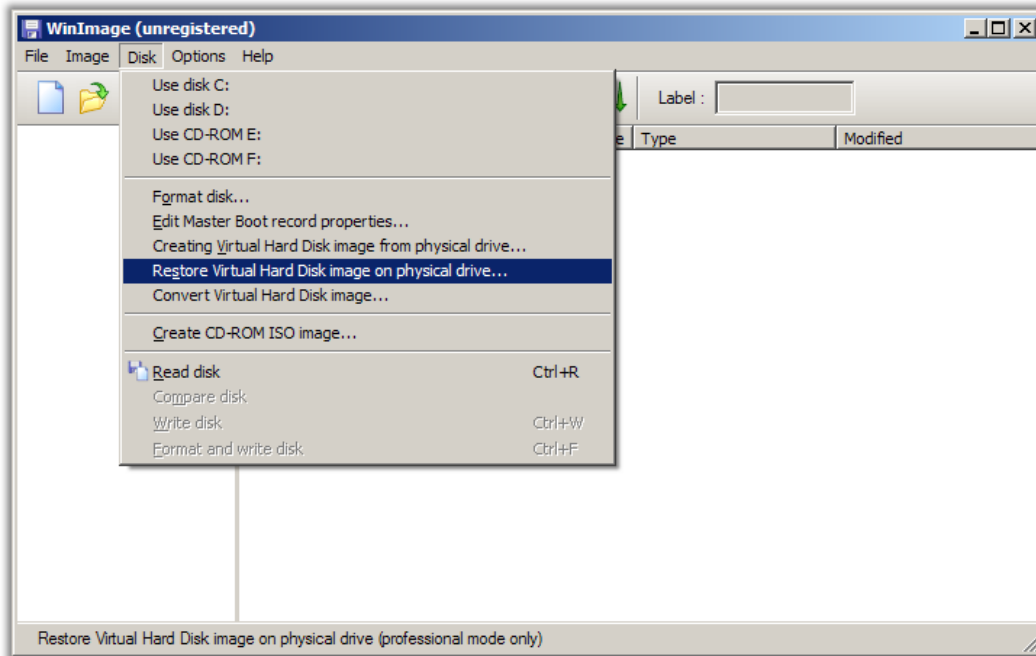 WinImage (unregistered)
File Image Disk Options Help
Label :
Use disk C:
Use disk D:
Use CD-ROM E:
Use CD-ROM F:
Format disk...
Edit Master Boot record properties...
Creating Virtual Hard Disk image from physical drive...
Restore Virtual Hard Disk image on physical drive...
Convert Virtual Hard Disk image...
Create CD-ROM ISO image...
Read disk Ctrl+R
Compare disk
Write disk Ctrl+W
Format and write disk Ctrl+F
e Type Modified
Restore Virtual Hard Disk image on physical drive (professional mode only)